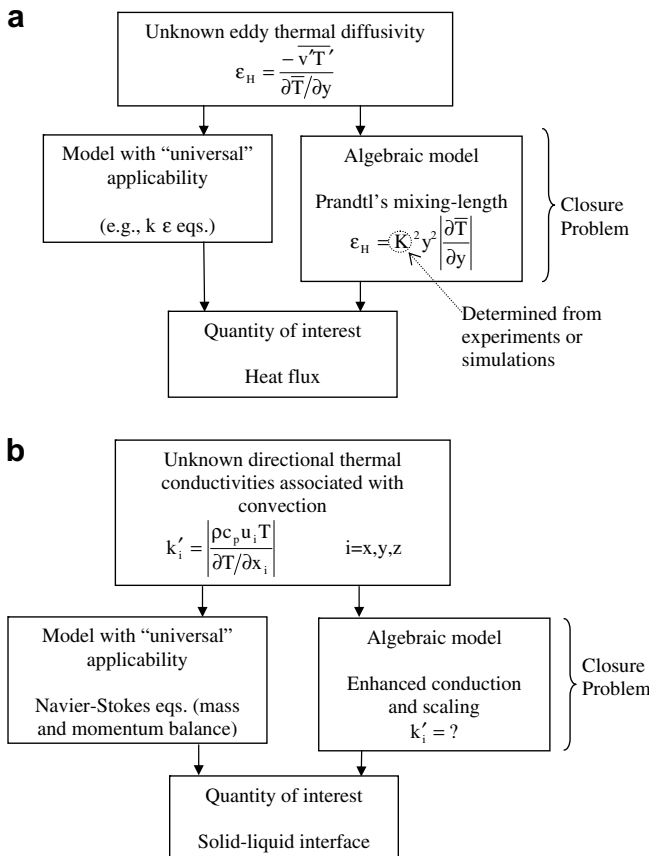 a
Unknown eddy thermal diffusivity
ε_H = −v′T′ / ∂T̅/∂y
Model with “universal”
applicability
(e.g., k ε eqs.)
Algebraic model
Prandtl’s mixing-length
ε_H = K² y² |∂T̅/∂y|
Closure
Problem
Determined from
experiments or
simulations
Quantity of interest
Heat flux
b
Unknown directional thermal
conductivities associated with
convection
k′_i = |ρc_p u_i T / ∂T/∂x_i| i=x,y,z
Model with “universal”
applicability
Navier-Stokes eqs. (mass
and momentum balance)
Algebraic model
Enhanced conduction
and scaling
k′_i = ?
Closure
Problem
Quantity of interest
Solid-liquid interface